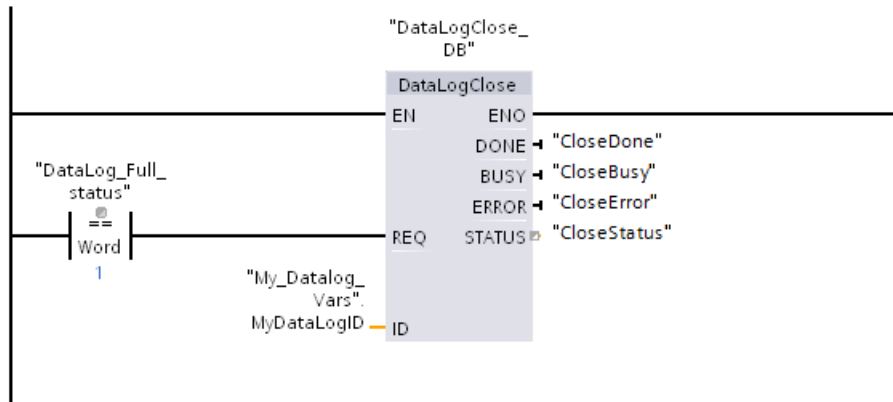 "DataLogClose_
DB"
DataLogClose
EN ENO
DONE "CloseDone"
BUSY "CloseBusy"
ERROR "CloseError"
"DataLog_Full_
status"
==
Word
1
REQ STATUS "CloseStatus"
"My_Datalog_
Vars".
MyDataLogID ID